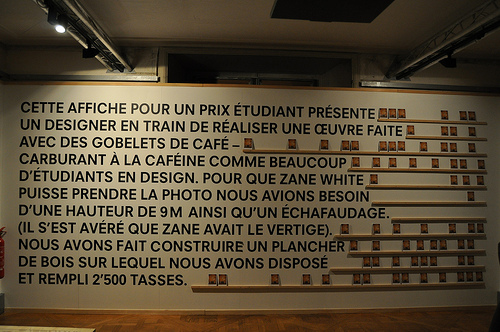 CETTE AFFICHE POUR UN PRIX ÉTUDIANT PRÉSENTE
UN DESIGNER EN TRAIN DE RÉALISER UNE ŒUVRE FAITE
AVEC DES GOBELETS DE CAFÉ –
CARBURANT À LA CAFÉINE COMME BEAUCOUP
D'ÉTUDIANTS EN DESIGN. POUR QUE ZANE WHITE
PUISSE PRENDRE LA PHOTO NOUS AVIONS BESOIN
D'UNE HAUTEUR DE 9 M AINSI QU'UN ÉCHAFAUDAGE.
(IL S'EST AVÉRÉ QUE ZANE AVAIT LE VERTIGE).
NOUS AVONS FAIT CONSTRUIRE UN PLANCHER
DE BOIS SUR LEQUEL NOUS AVONS DISPOSÉ
ET REMPLI 2'500 TASSES.